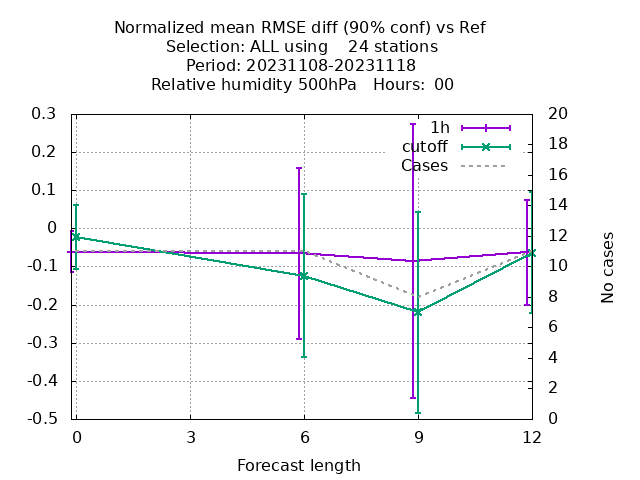 Normalized mean RMSE diff (90% conf) vs Ref
Selection: ALL using    24 stations
Period: 20231108-20231118
Relative humidity 500hPa   Hours:  00
0.3
0.2
0.1
0
-0.1
-0.2
-0.3
-0.4
-0.5
20
18
16
14
12
10
8
6
4
2
0
1h
cutoff
Cases
No cases
0 3 6 9 12
Forecast length